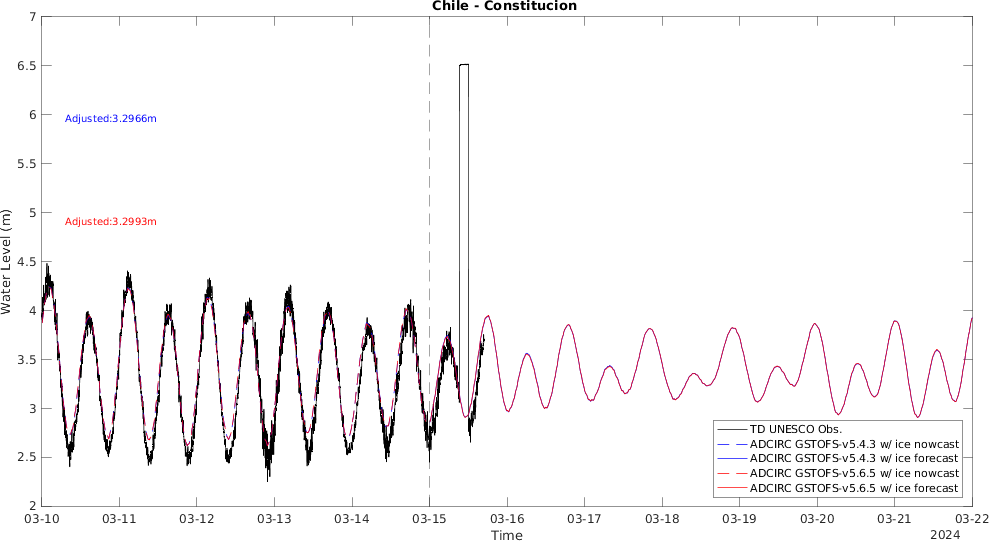 Chile - Constitucion
7
6.5
6
5.5
5
4.5
4
3.5
3
2.5
2
Water Level (m)
Adjusted:3.2966m
Adjusted:3.2993m
TD UNESCO Obs.
ADCIRC GSTOFS-v5.4.3 w/ ice nowcast
ADCIRC GSTOFS-v5.4.3 w/ ice forecast
ADCIRC GSTOFS-v5.6.5 w/ ice nowcast
ADCIRC GSTOFS-v5.6.5 w/ ice forecast
03-10 03-11 03-12 03-13 03-14 03-15 03-16 03-17 03-18 03-19 03-20 03-21 03-22
Time
2024